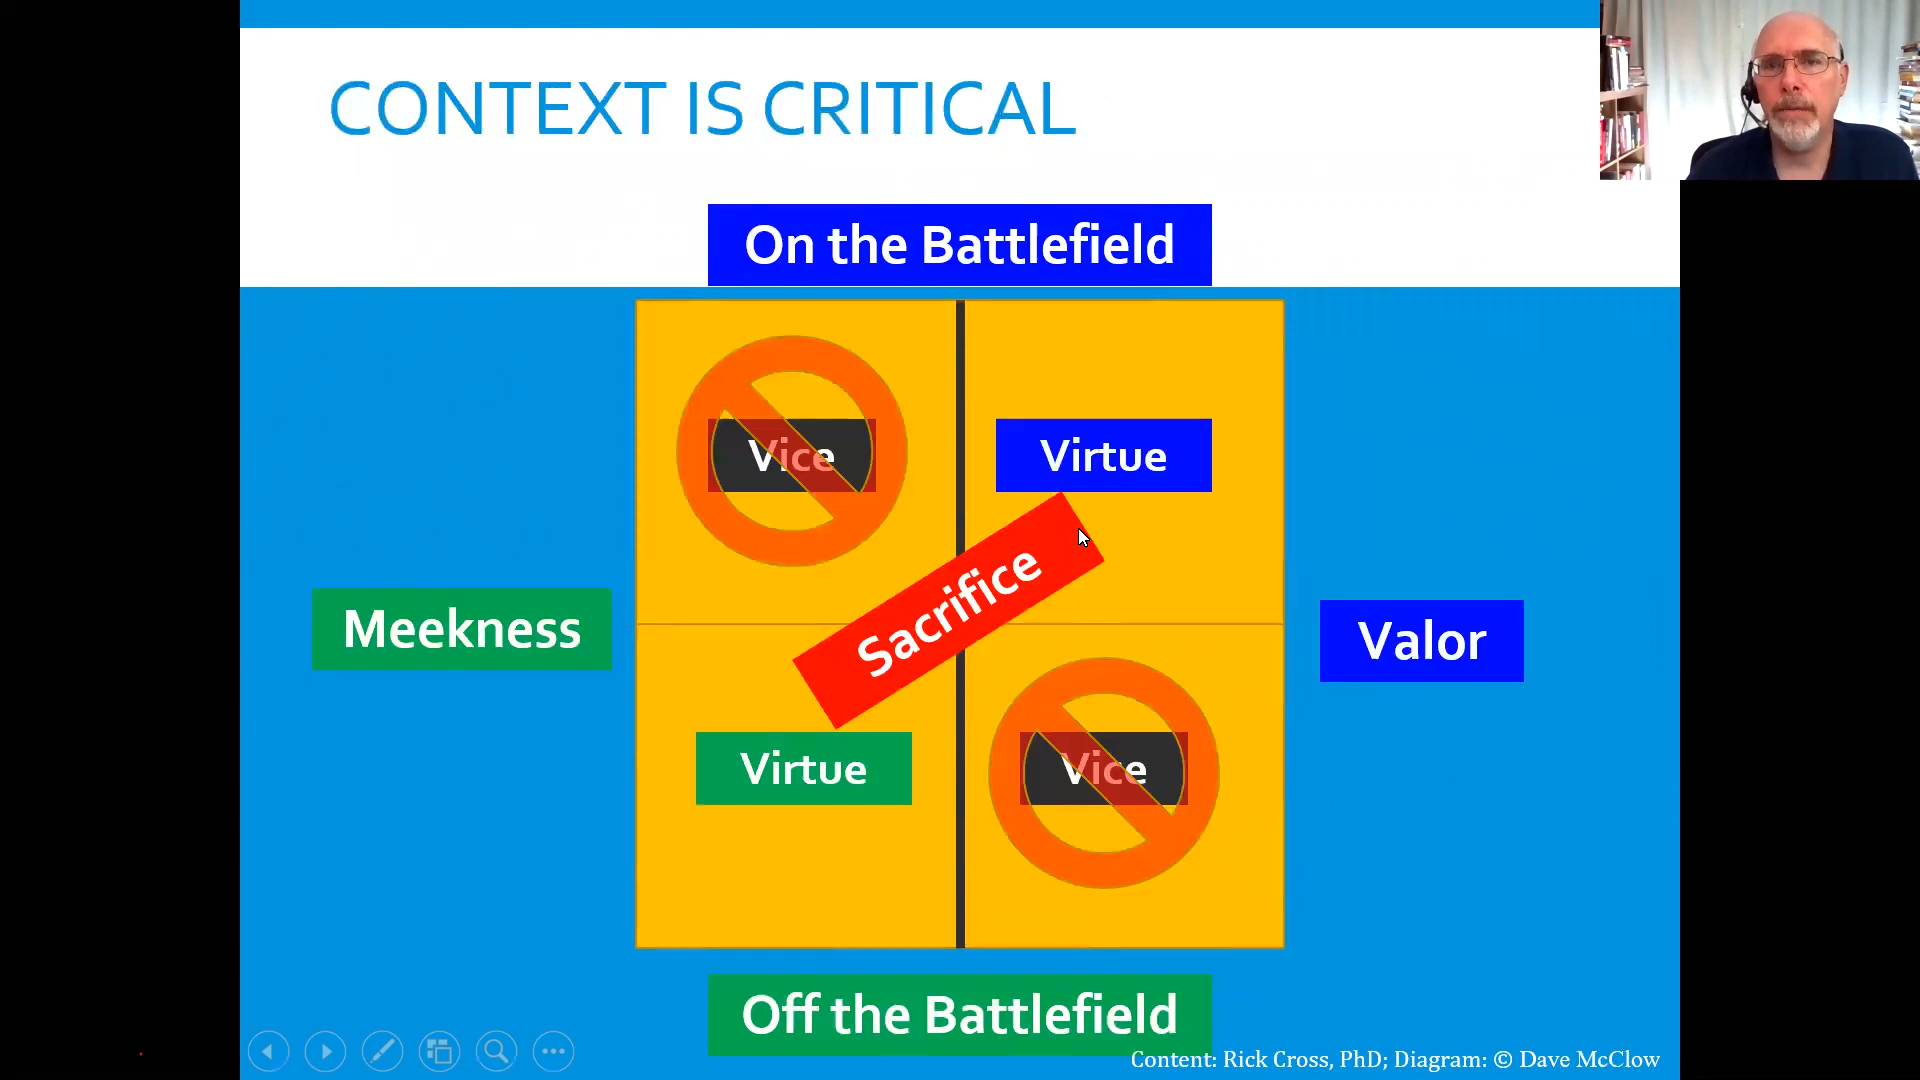 CONTEXT IS CRITICAL
On the Battlefield
Vice
Virtue
Sacrifice
Meekness
Valor
Virtue
Vice
Off the Battlefield
Content: Rick Cross, PhD; Diagram: © Dave McClow